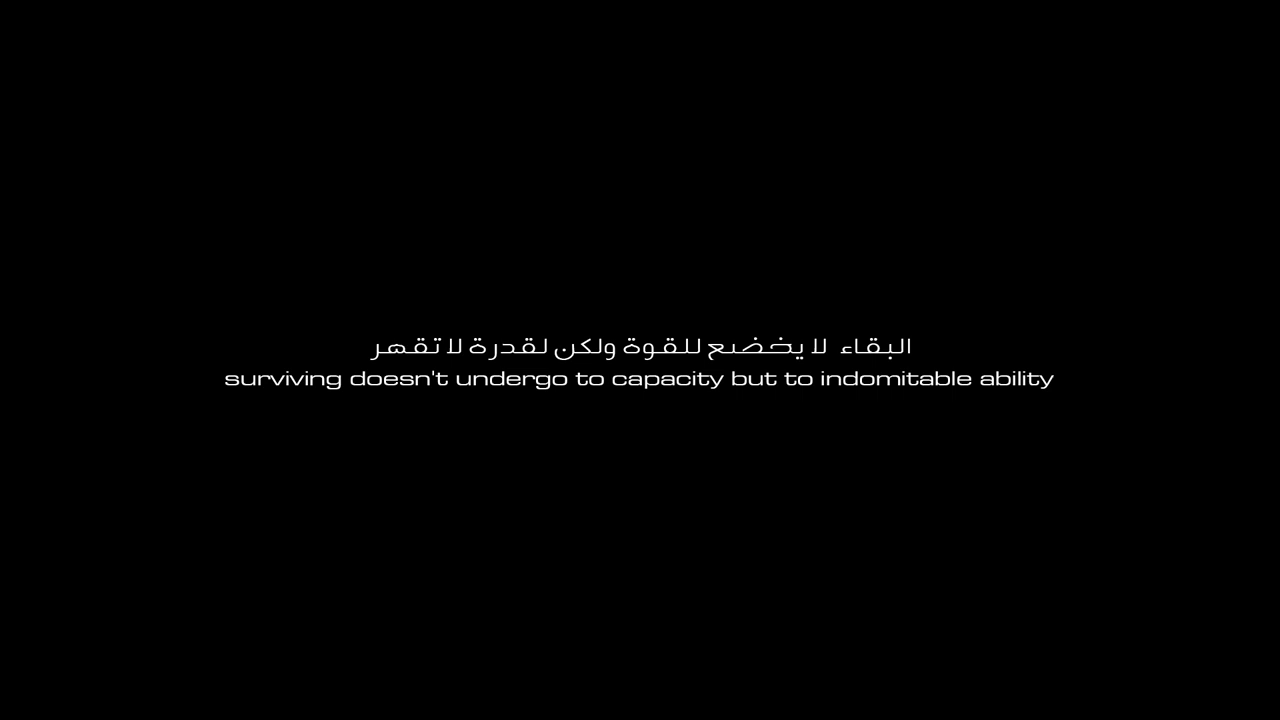 البقاء لا يخضع للقوة ولكن لقدرة لا تقهر
surviving doesn't undergo to capacity but to indomitable ability